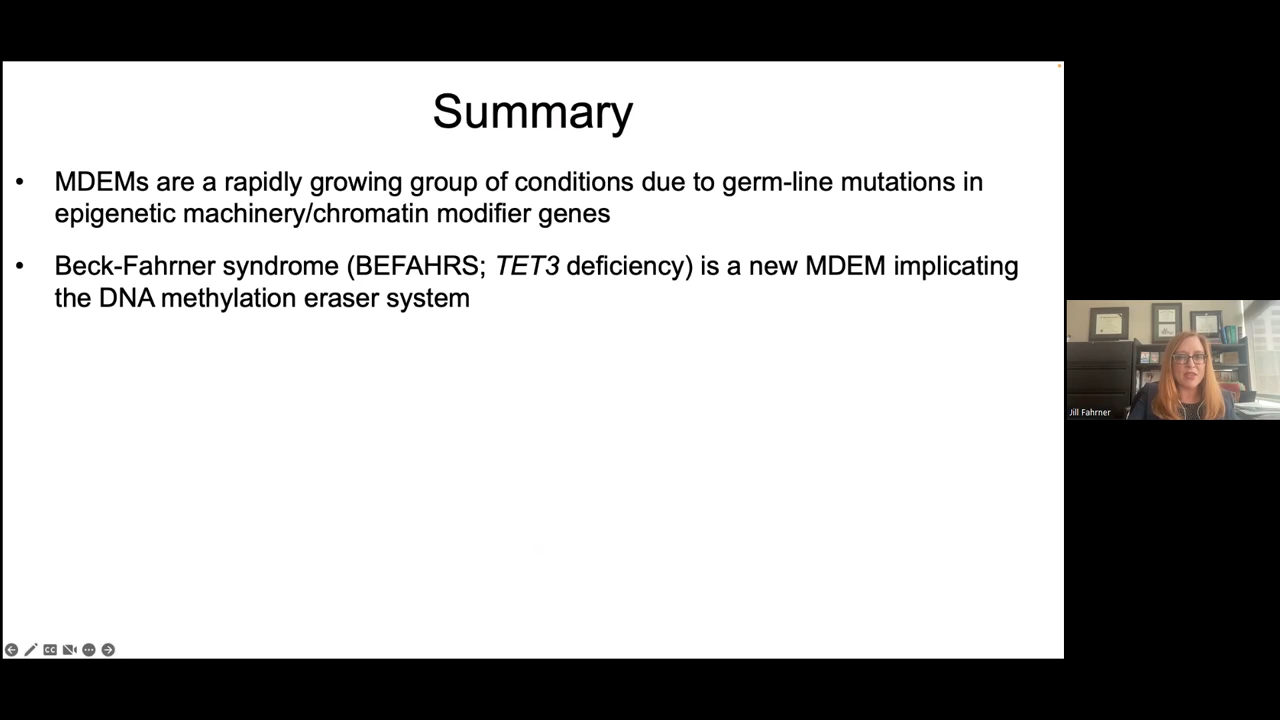 Summary
• MDEMs are a rapidly growing group of conditions due to germ-line mutations in
epigenetic machinery/chromatin modifier genes
• Beck-Fahrner syndrome (BEFAHRS; TET3 deficiency) is a new MDEM implicating
the DNA methylation eraser system
Jill Fahrner
CC